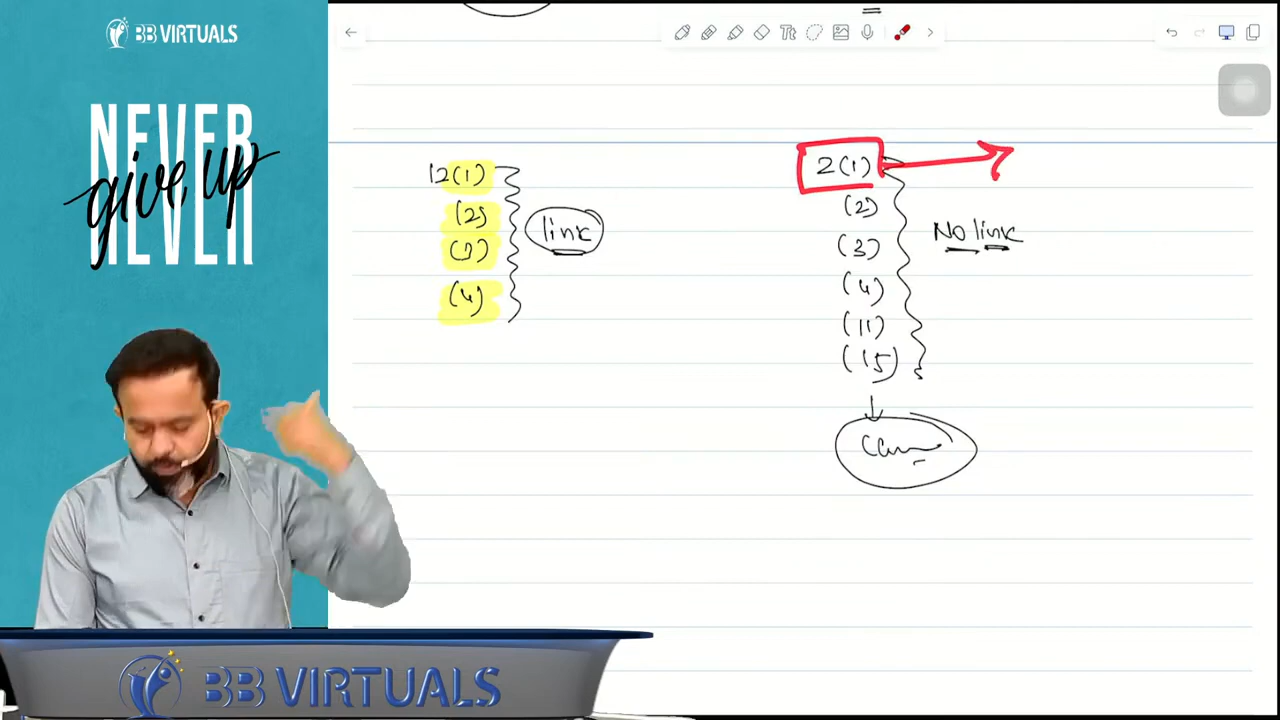 BB VIRTUALS
NEVER
give up
NEVER
Tt
12(1)
(2)
(3)
(4)
link
2(1)
(2)
(3)
(4)
(11)
(15)
No link
BB VIRTUALS